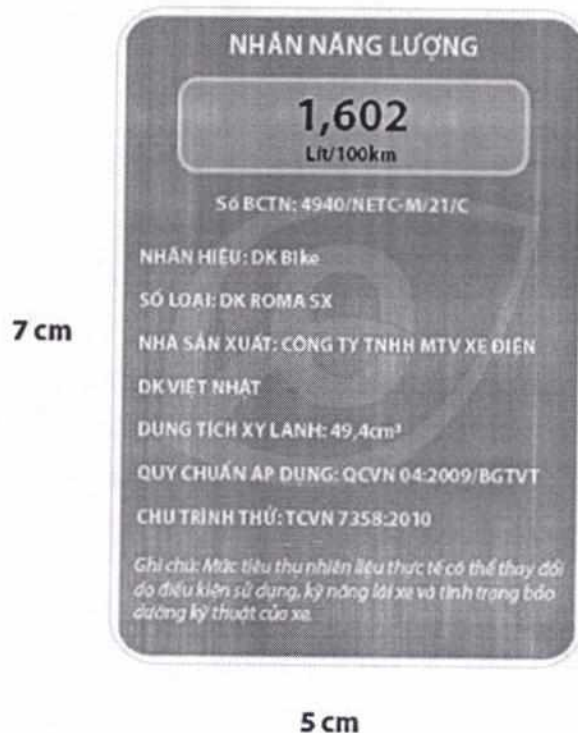 NHÃN NĂNG LƯỢNG
1,602
Lít/100km
Số BCTN: 4940/NETC-M/21/C
NHÃN HIỆU: DK Bike
SỐ LOẠI: DK ROMA SX
7 cm
NHÀ SẢN XUẤT: CÔNG TY TNHH MTV XE ĐIỆN
DK VIỆT NHẬT
DUNG TÍCH XY LANH: 49,4cm³
QUY CHUẨN ÁP DỤNG: QCVN 04:2009/BGTVT
CHU TRÌNH THỬ: TCVN 7358:2010
Ghi chú: Mức tiêu thụ nhiên liệu thực tế có thể thay đổi
do điều kiện sử dụng, kỹ năng lái xe và tình trạng bảo
dưỡng kỹ thuật của xe.
5 cm